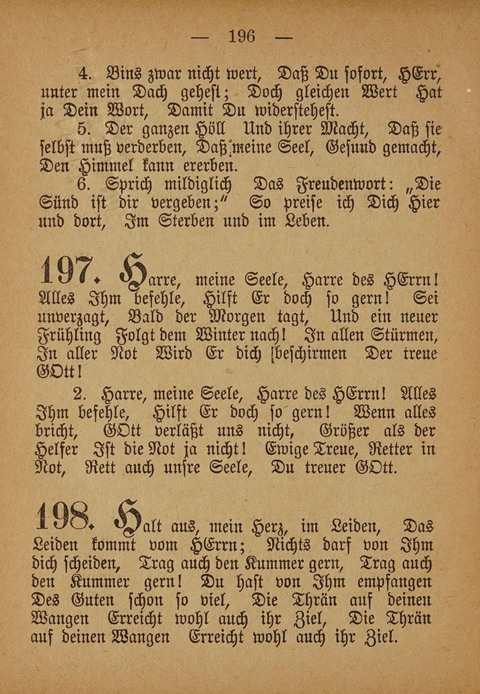 — 196 —
4. Bins zwar nicht wert, Daß Du sofort, HErr,
unter mein Dach gehest; Doch gleichen Wert Hat
ja Dein Wort, Damit Du widerstehest.
5. Der ganzen Höll Und ihrer Macht, Daß sie
selbst muß verderben, Daß meine Seel, Gesuud gemacht,
Den Himmel kann ererben.
6. Sprich mildiglich Das Freudenwort: „Die
Sünd ist dir vergeben;“ So preise ich Dich Hier
und dort, Im Sterben und im Leben.
197. Harre, meine Seele, Harre des HErrn!
Alles Ihm befehle, Hilft Er doch so gern! Sei
unverzagt, Bald der Morgen tagt, Und ein neuer
Frühling Folgt dem Winter nach! In allen Stürmen,
In aller Not Wird Er dich beschirmen Der treue
GOtt!
2. Harre, meine Seele, Harre des HErrn! Alles
Ihm befehle, Hilft Er doch so gern! Wenn alles
bricht, GOtt verläßt uns nicht, Größer als der
Helfer Ist die Not ja nicht! Ewige Treue, Retter in
Not, Rett auch unsre Seele, Du treuer GOtt.
198. Halt aus, mein Herz, im Leiden, Das
Leiden kommt vom HErrn; Nichts darf von Ihm
dich scheiden, Trag auch den Kummer gern, Trag auch
den Kummer gern! Du hast von Ihm empfangen
Des Guten schon so viel, Die Thrän auf deinen
Wangen Erreicht wohl auch ihr Ziel, Die Thrän
auf deinen Wangen Erreicht wohl auch ihr Ziel.